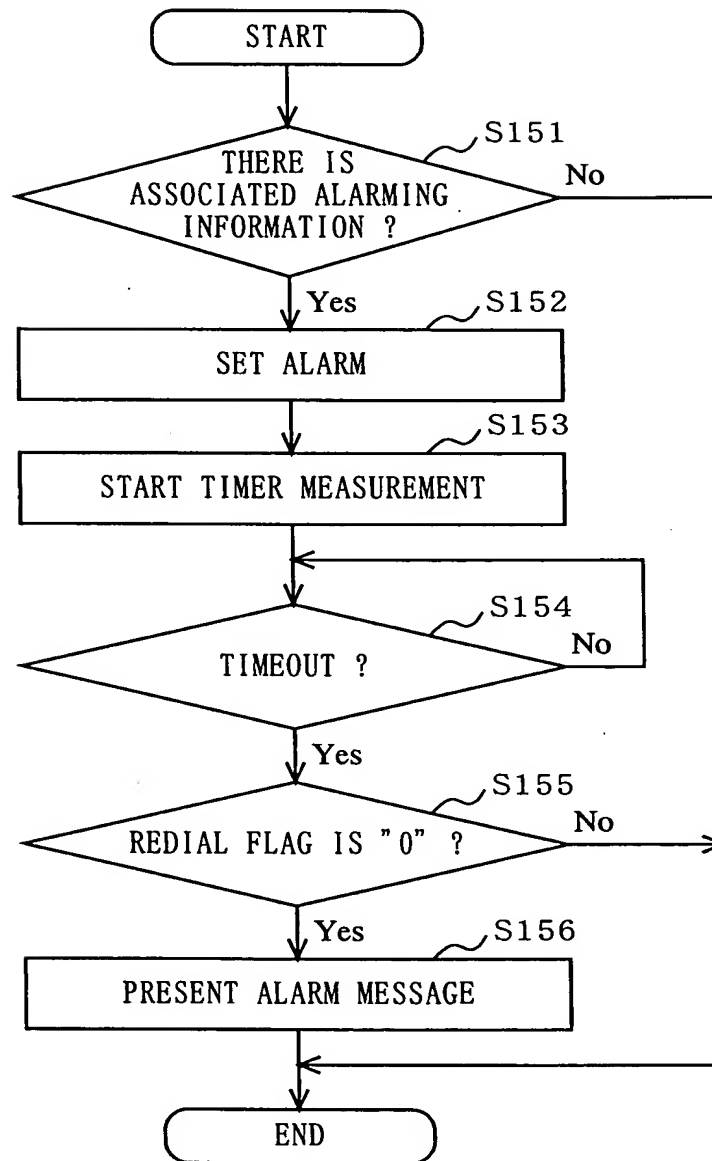 START
S151
THERE IS
ASSOCIATED ALARMING
INFORMATION ?
No
Yes
S152
SET ALARM
S153
START TIMER MEASUREMENT
S154
TIMEOUT ?
No
Yes
S155
REDIAL FLAG IS "0" ?
No
Yes
S156
PRESENT ALARM MESSAGE
END